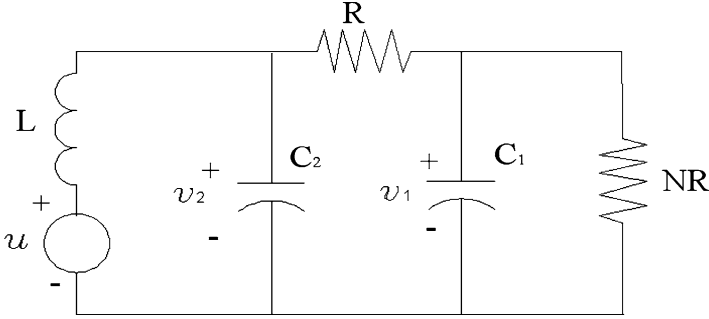 R
L
+
C₂
+
C₁
v₂
v₁
NR
+
-
-
u
-